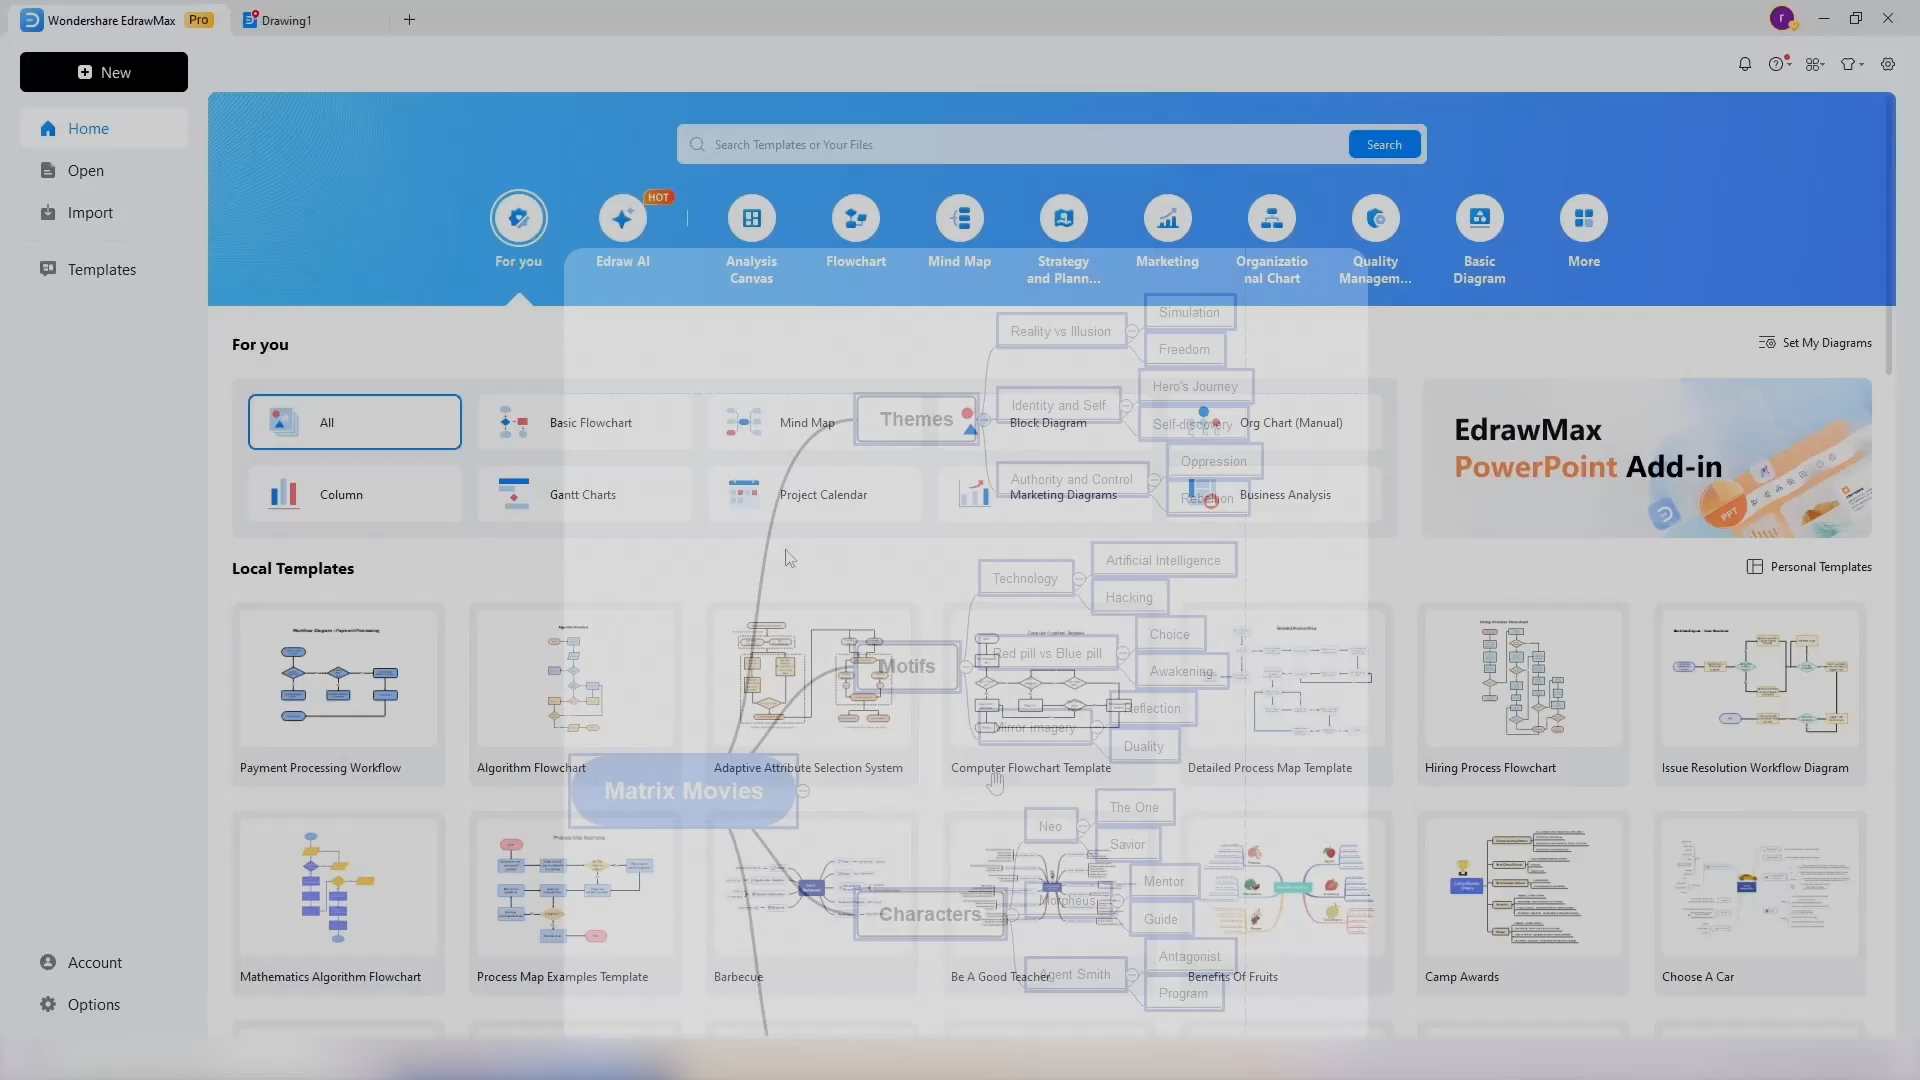 Wondershare EdrawMax Pro
Drawing1
r
New
Home
Open
Import
Templates
Account
Options
Search Templates or Your Files
Search
HOT
For you
Edraw AI
Analysis
Canvas
Flowchart
Mind Map
Strategy
and Plann...
Marketing
Organizatio
nal Chart
Quality
Managem...
Basic
Diagram
More
For you
Set My Diagrams
All
Basic Flowchart
Mind Map
Block Diagram
Org Chart (Manual)
Column
Gantt Charts
Project Calendar
Marketing Diagrams
Business Analysis
EdrawMax
PowerPoint Add-in
PPT
Local Templates
Personal Templates
Payment Processing Workflow
Algorithm Flowchart
Adaptive Attribute Selection System
Computer Flowchart Template
Detailed Process Map Template
Hiring Process Flowchart
Issue Resolution Workflow Diagram
Mathematics Algorithm Flowchart
Process Map Examples Template
Barbecue
Be A Good Teacher
Benefits Of Fruits
Camp Awards
Choose A Car
Matrix Movies
Themes
Reality vs Illusion
Simulation
Freedom
Identity and Self
Hero's Journey
Self-discovery
Authority and Control
Oppression
Rebellion
Motifs
Technology
Artificial Intelligence
Hacking
Red pill vs Blue pill
Choice
Awakening
Mirror imagery
Reflection
Duality
Characters
Neo
The One
Savior
Morpheus
Mentor
Guide
Agent Smith
Antagonist
Program